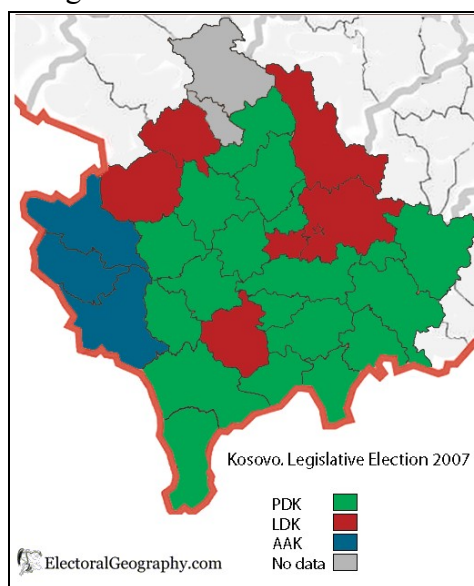 Kosovo. Legislative Election 2007
PDK
LDK
AAK
No data
ElectoralGeography.com